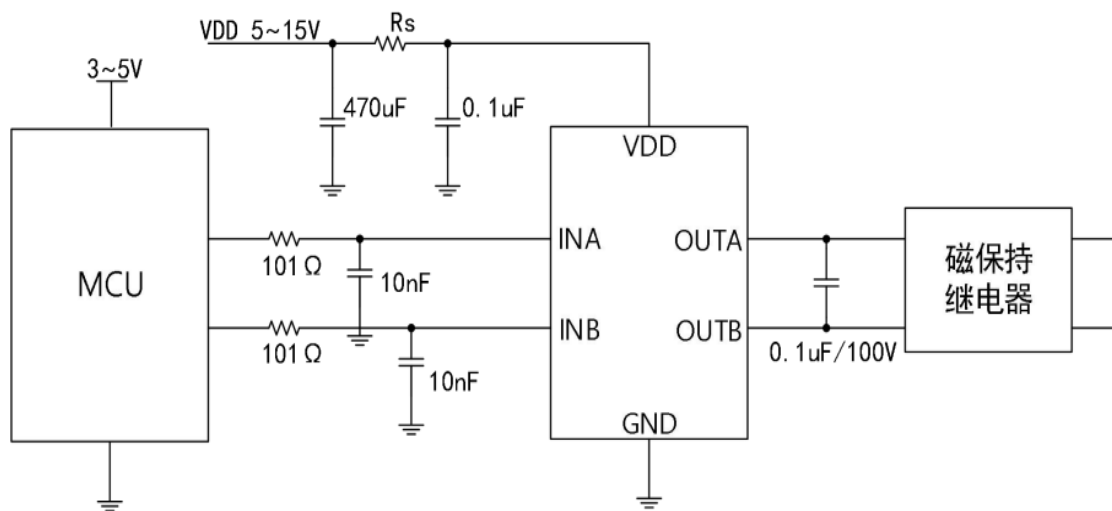 VDD 5~15V
Rs
3~5V
470uF
0.1uF
VDD
MCU
101Ω
10nF
101Ω
10nF
INA
INB
OUTA
OUTB
GND
0.1uF/100V
磁保持
继电器